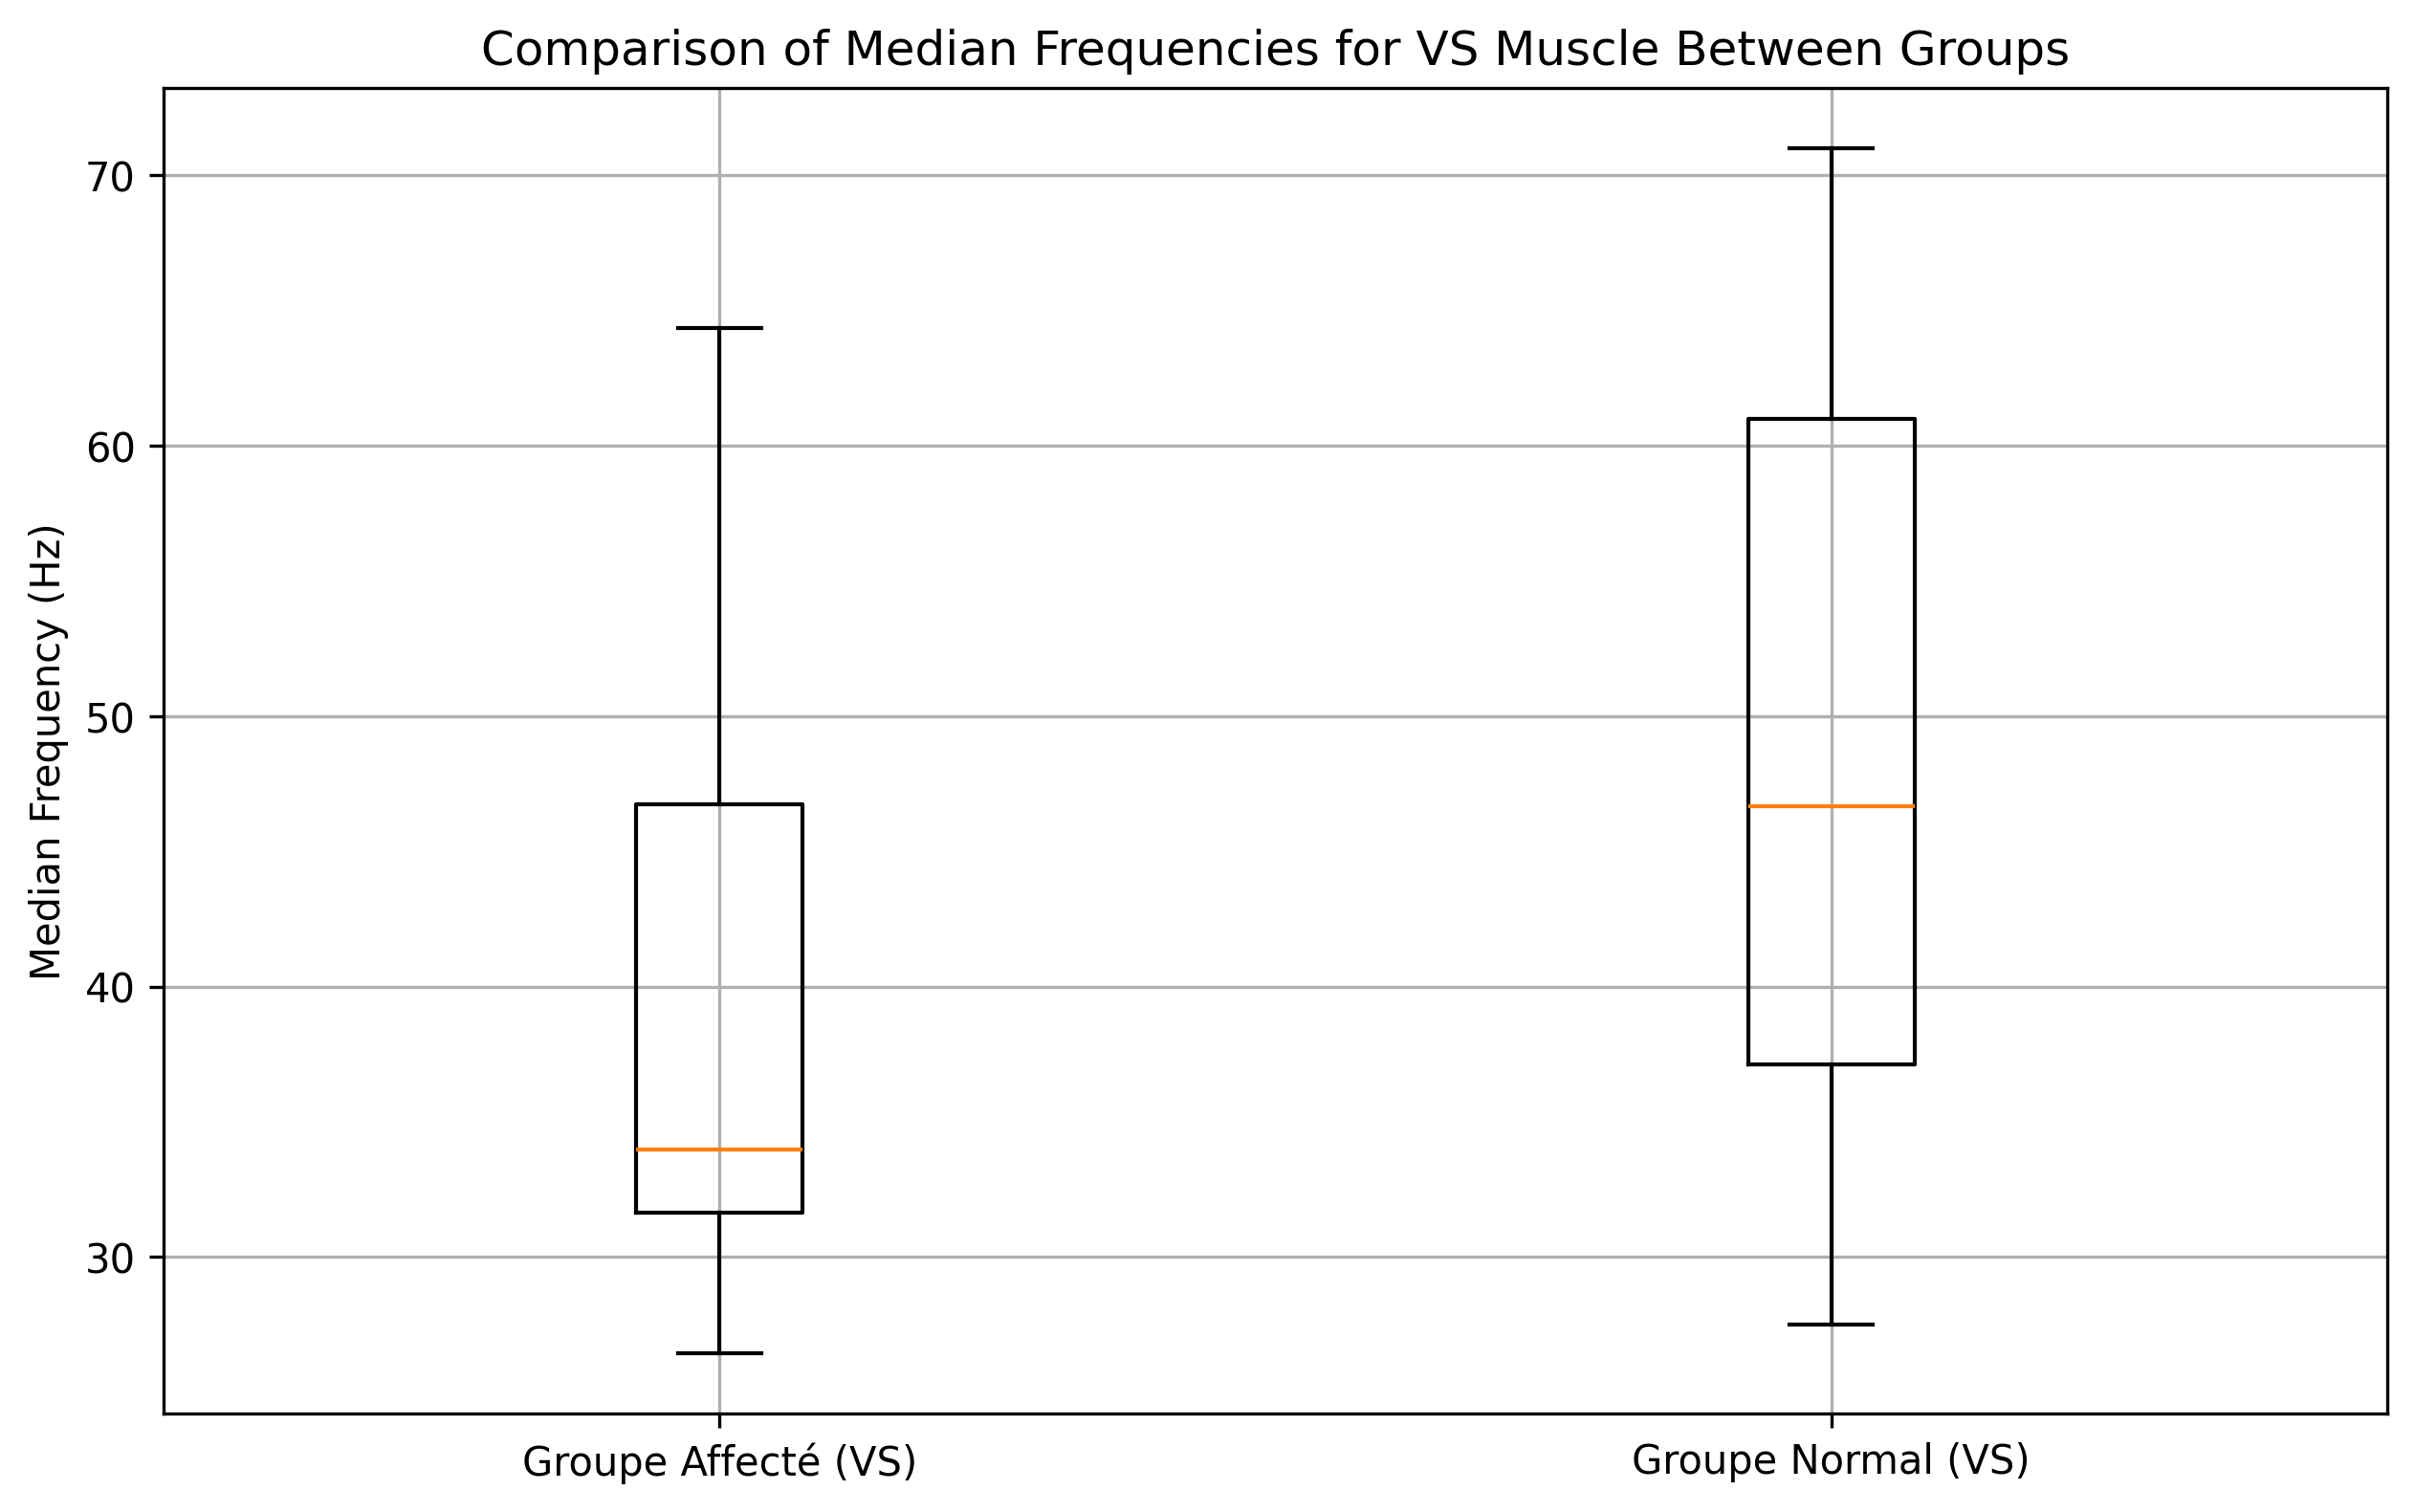 Comparison of Median Frequencies for VS Muscle Between Groups
Median Frequency (Hz)
70
60
50
40
30
Groupe Affecté (VS)
Groupe Normal (VS)